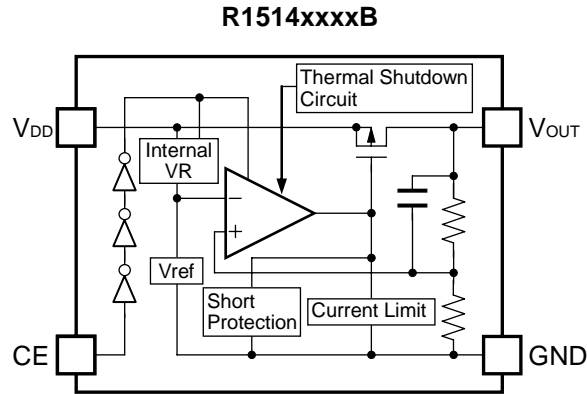 R1514xxxxB
Thermal Shutdown
Circuit
VDD
VOUT
Internal
VR
−
+
Vref
Short
Protection
Current Limit
CE
GND